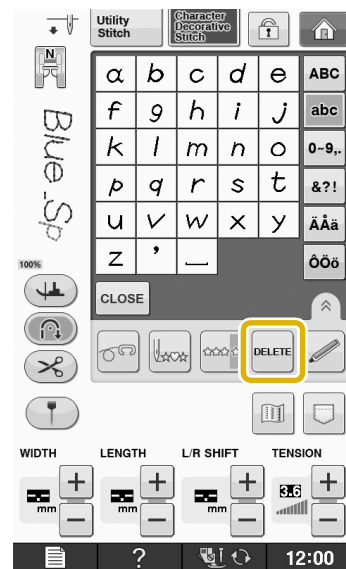 Utility
Stitch
Character
Decorative
Stitch
N
Blue_Sp
100%
a b c d e
f g h i j
k l m n o
p q r s t
u v w x y
z ' _
ABC
abc
0~9,.
&?!
ÄÅä
ÔÖö
CLOSE
DELETE
WIDTH
LENGTH
L/R SHIFT
TENSION
+
+
+
+
mm
mm
mm
3.6
−
−
−
−
?
12:00